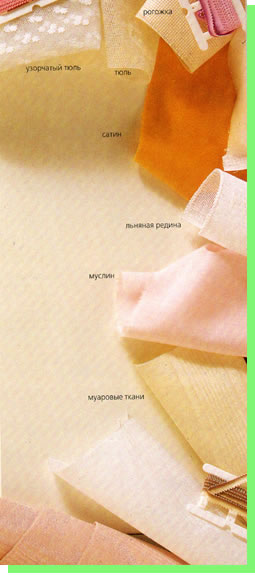 рогожка
узорчатый тюль
тюль
сатин
льняная редина
муслин
муаровые ткани